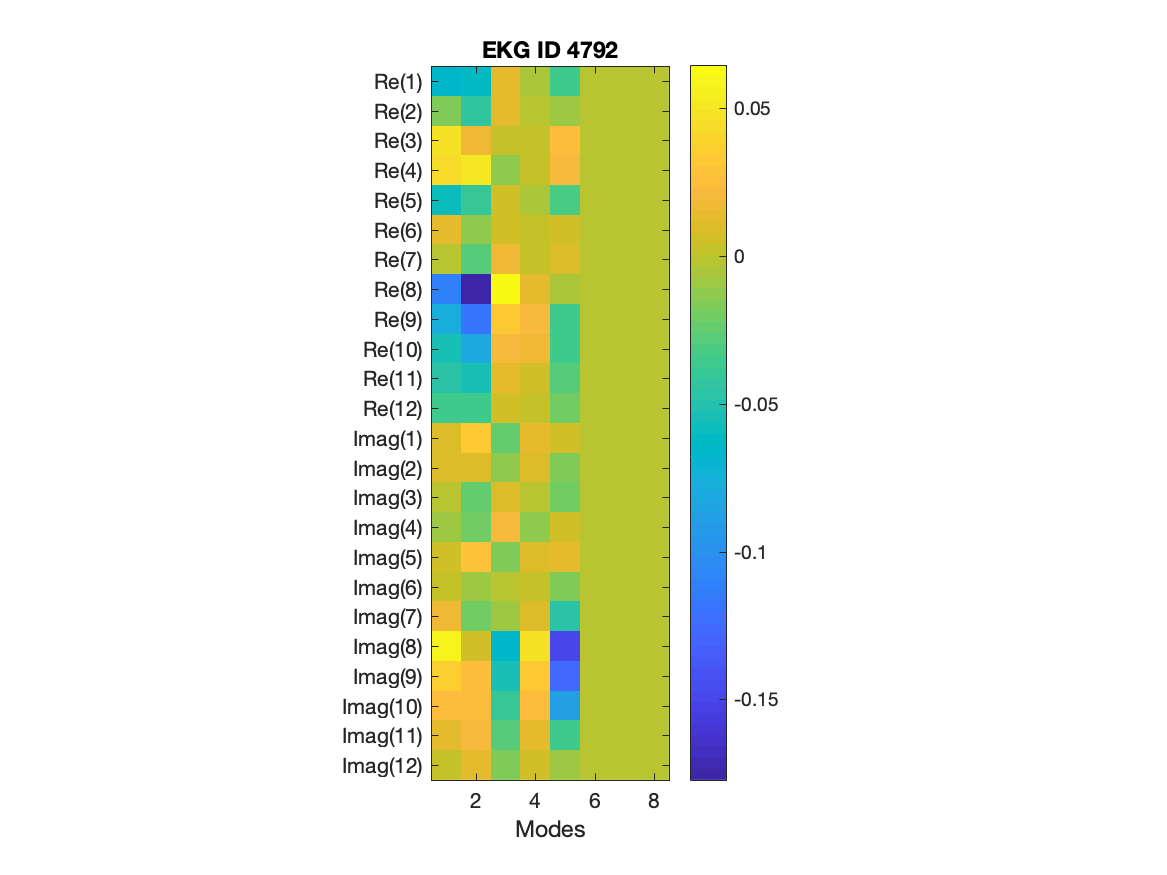 EKG ID 4792
Re(1)
Re(2)
Re(3)
Re(4)
Re(5)
Re(6)
Re(7)
Re(8)
Re(9)
Re(10)
Re(11)
Re(12)
Imag(1)
Imag(2)
Imag(3)
Imag(4)
Imag(5)
Imag(6)
Imag(7)
Imag(8)
Imag(9)
Imag(10)
Imag(11)
Imag(12)
2 4 6 8
Modes
0.05
0
-0.05
-0.1
-0.15